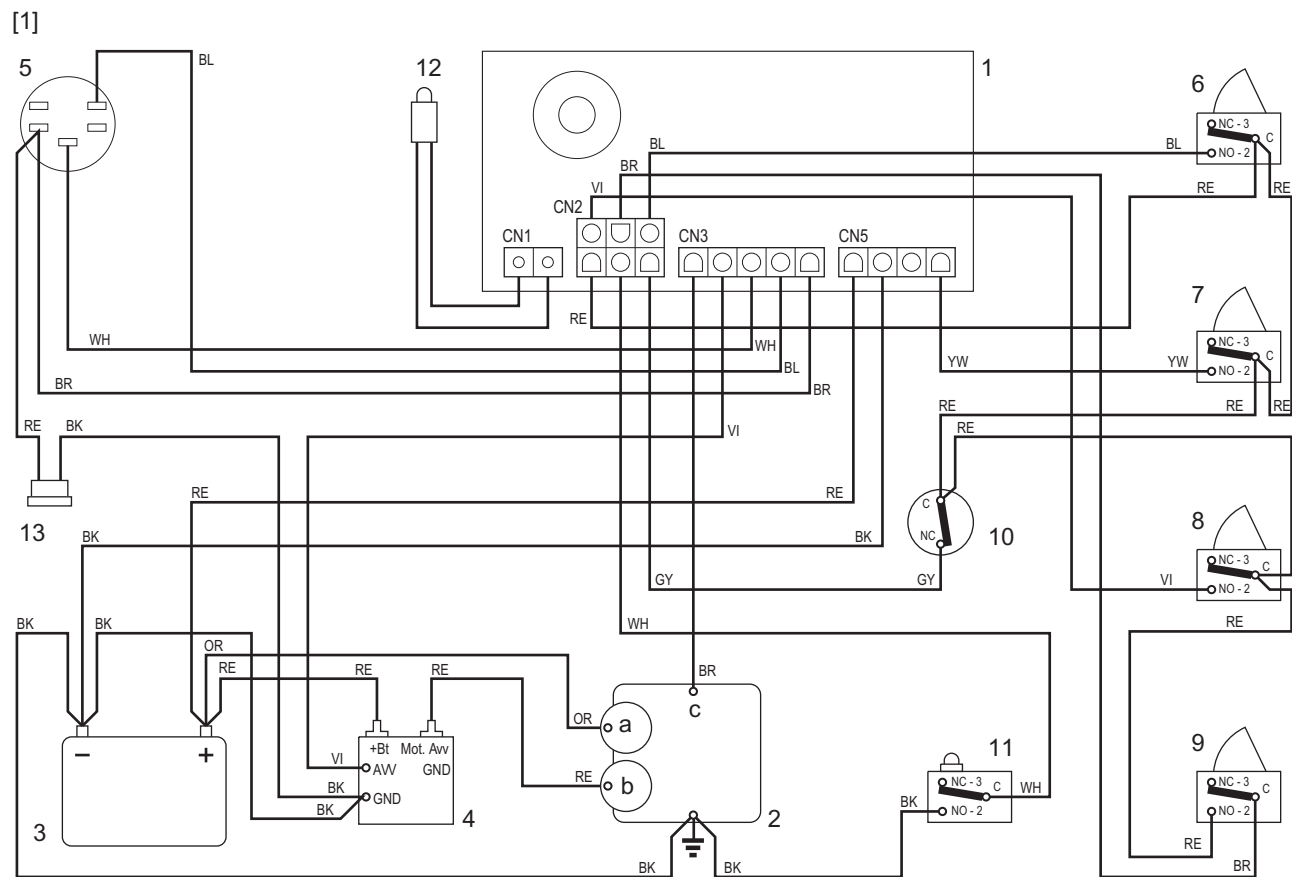 [1]
5
BL
12
1
6
NC - 3
C
NO - 2
BL
BL
BR
VI
CN2
RE
RE
CN1
CN3
CN5
RE
7
NC - 3
C
NO - 2
WH
WH
BL
YW
YW
BR
BR
RE
RE
RE
RE
RE
BK
VI
13
RE
RE
C
NC
10
8
NC - 3
C
NO - 2
BK
BK
GY
GY
VI
RE
BK
BK
OR
WH
RE
RE
RE
BR
c
OR
a
+Bt
Mot. Avv
AVV
GND
VI
BK
GND
BK
RE
b
–
+
3
4
2
11
NC - 3
C
NO - 2
WH
BK
9
NC - 3
C
NO - 2
RE
BR
BK
BK